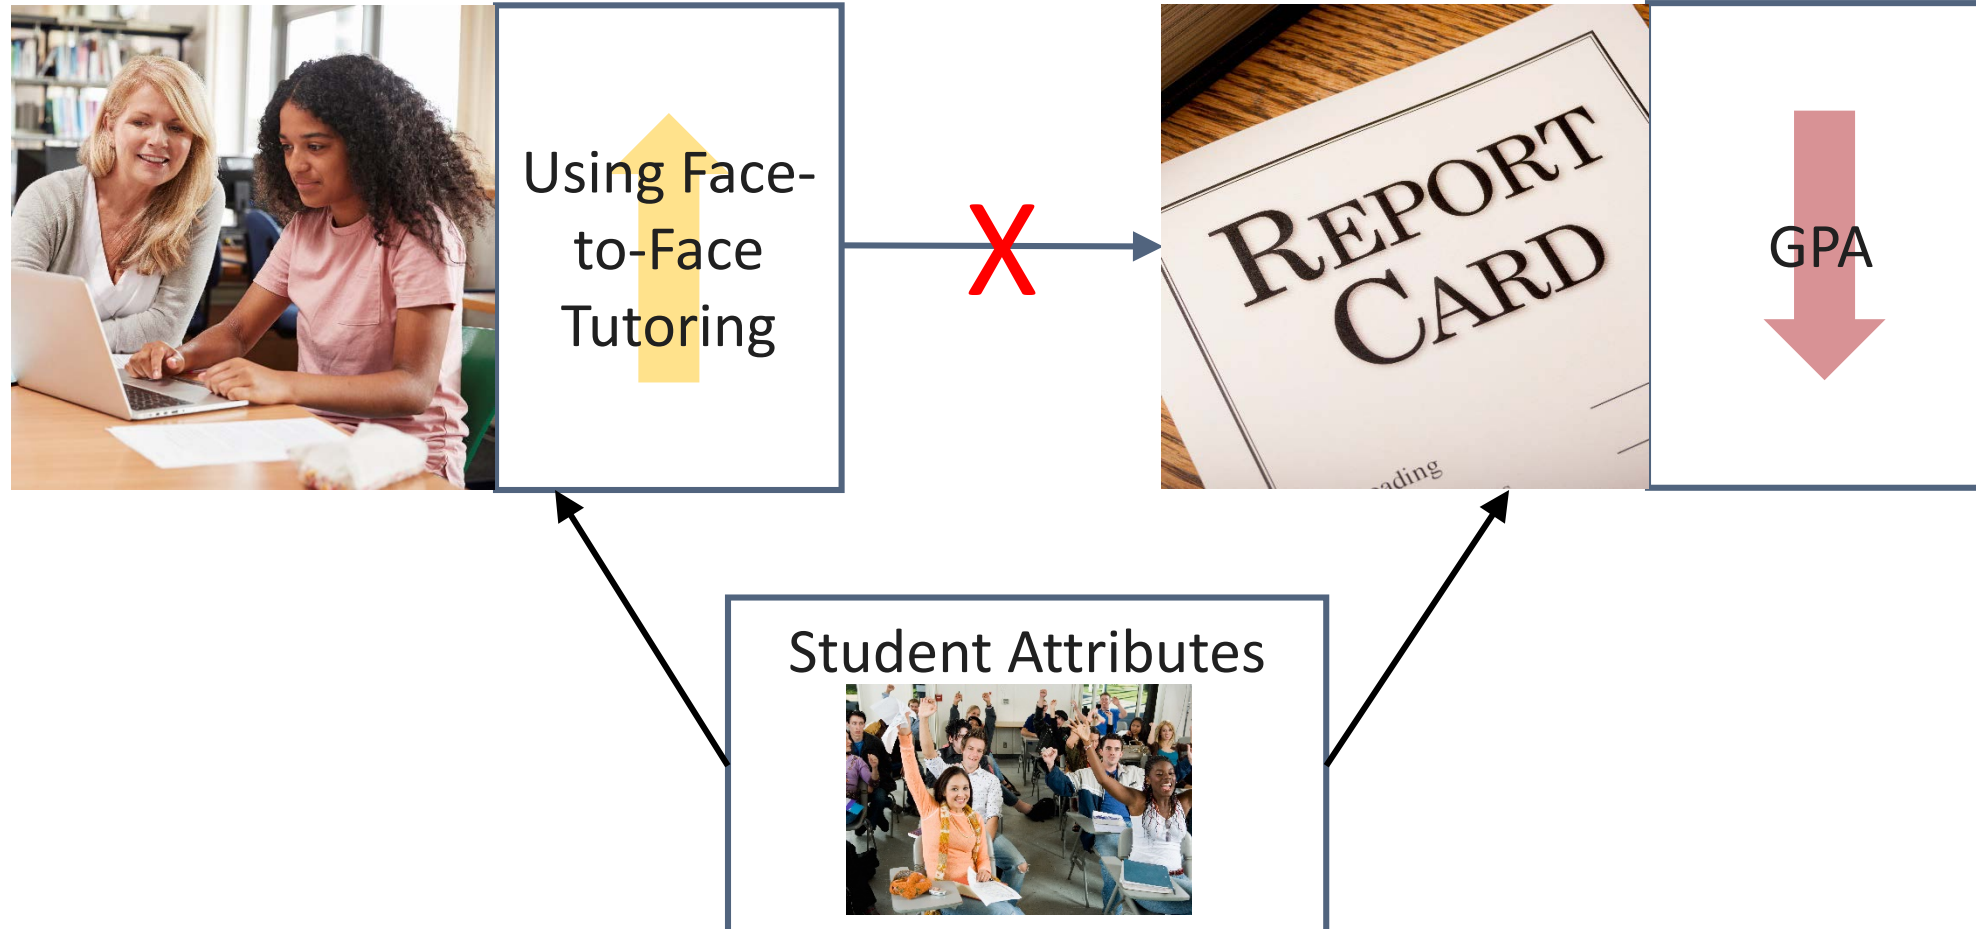 Using Face-
to-Face
Tutoring
X
REPORT
CARD
GPA
Student Attributes